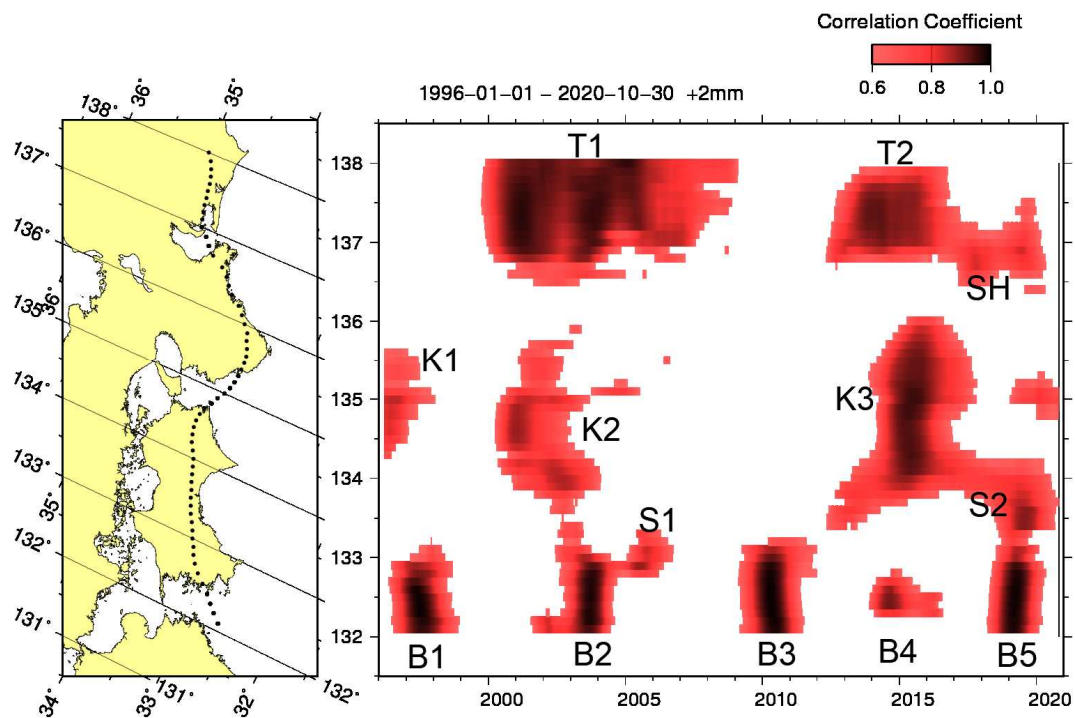 Correlation Coefficient
0.6 0.8 1.0
1996−01−01 − 2020−10−30 +2mm
138° 36° 35°
137°
136°
36°
135°
134°
133°
35°
132°
131°
34° 33° 131° 32° 132°
138
137
136
135
134
133
132
T1
T2
SH
K1
K2
K3
S1
S2
B1 B2 B3 B4 B5
2000 2005 2010 2015 2020